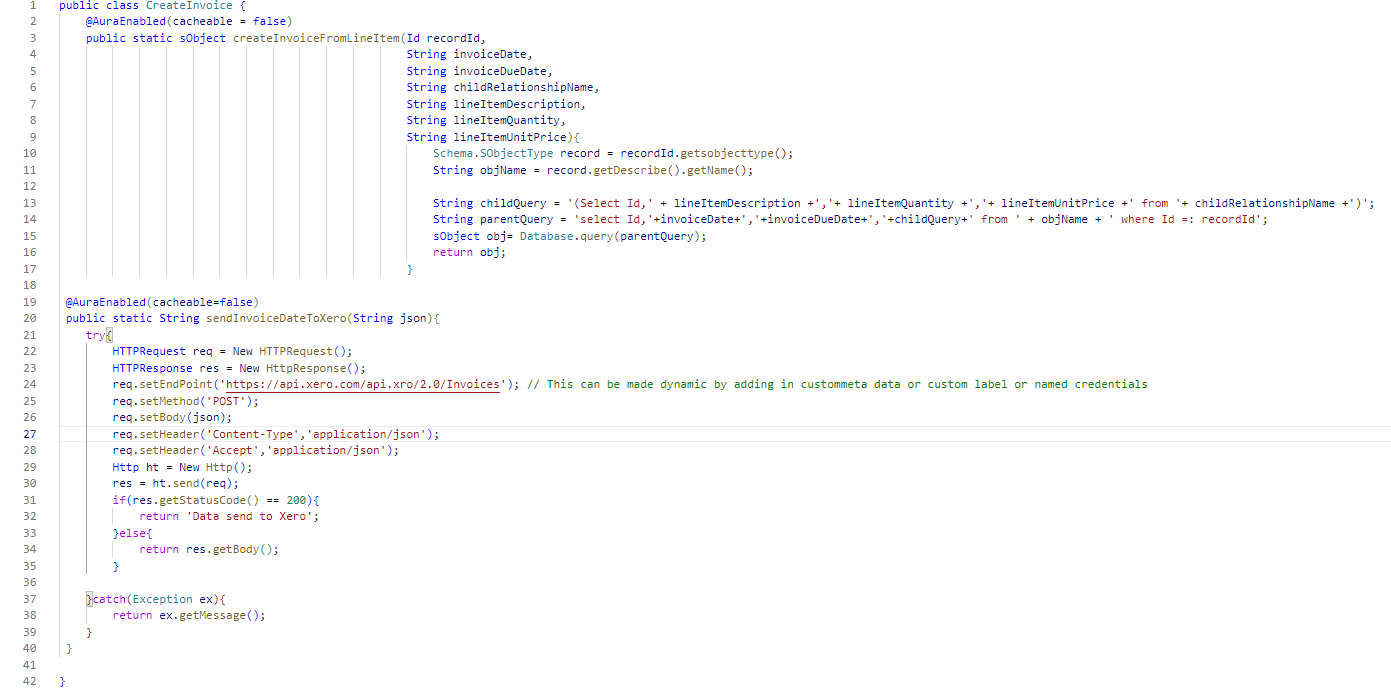 1 public class CreateInvoice {
2 @AuraEnabled(cacheable = false)
3 public static sObject createInvoiceFromLineItem(Id recordId,
4 String invoiceDate,
5 String invoiceDueDate,
6 String childRelationshipName,
7 String lineItemDescription,
8 String lineItemQuantity,
9 String lineItemUnitPrice){
10 Schema.SObjectType record = recordId.getsobjecttype();
11 String objName = record.getDescribe().getName();
12
13 String childQuery = '(Select Id,' + lineItemDescription +','+ lineItemQuantity +','+ lineItemUnitPrice +' from '+ childRelationshipName +')';
14 String parentQuery = 'select Id,'+invoiceDate+','+invoiceDueDate+','+childQuery+' from ' + objName + ' where Id =: recordId';
15 sObject obj= Database.query(parentQuery);
16 return obj;
17 }
18
19 @AuraEnabled(cacheable=false)
20 public static String sendInvoiceDateToXero(String json){
21 try{
22 HTTPRequest req = New HTTPRequest();
23 HTTPResponse res = New HttpResponse();
24 req.setEndPoint('https://api.xero.com/api.xro/2.0/Invoices'); // This can be made dynamic by adding in custommeta data or custom label or named credentials
25 req.setMethod('POST');
26 req.setBody(json);
27 req.setHeader('Content-Type','application/json');
28 req.setHeader('Accept','application/json');
29 Http ht = New Http();
30 res = ht.send(req);
31 if(res.getStatusCode() == 200){
32 return 'Data send to Xero';
33 }else{
34 return res.getBody();
35 }
36
37 }catch(Exception ex){
38 return ex.getMessage();
39 }
40 }
41
42 }